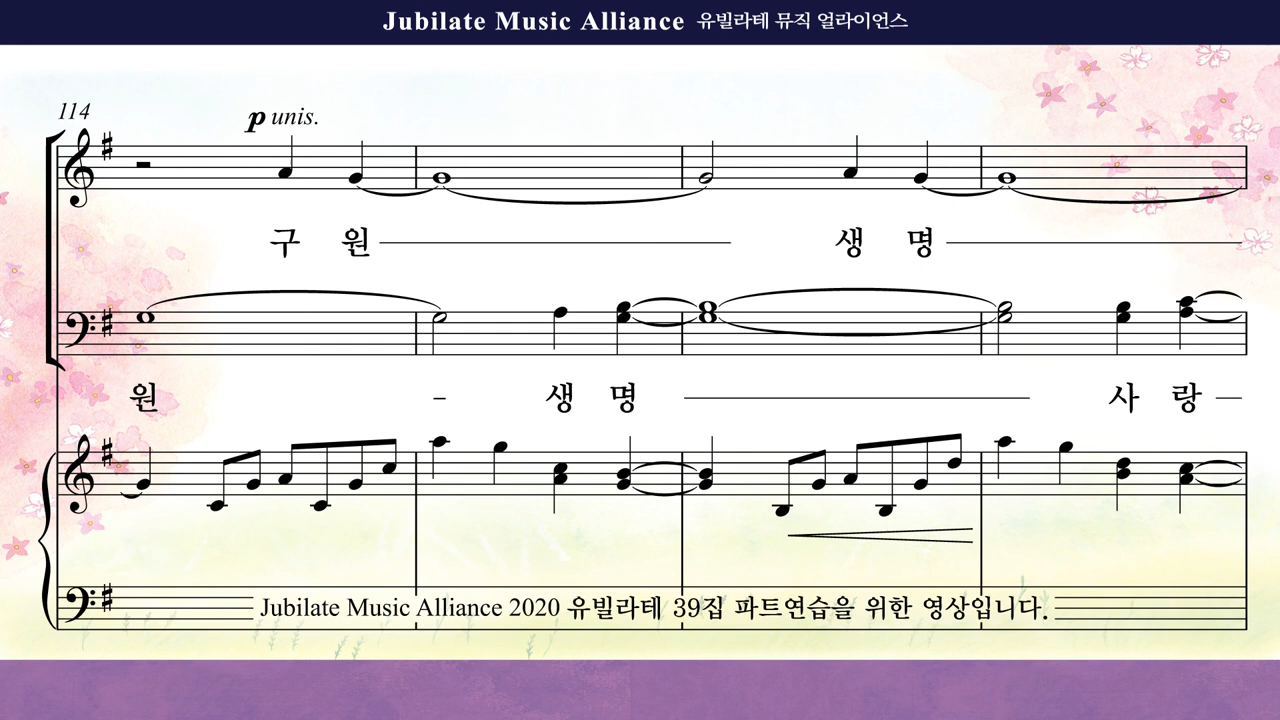 Jubilate Music Alliance 유빌라테 뮤직 얼라이언스
114
p unis.
구 원 생 명
원 - 생 명 사 랑
Jubilate Music Alliance 2020 유빌라테 39집 파트연습을 위한 영상입니다.